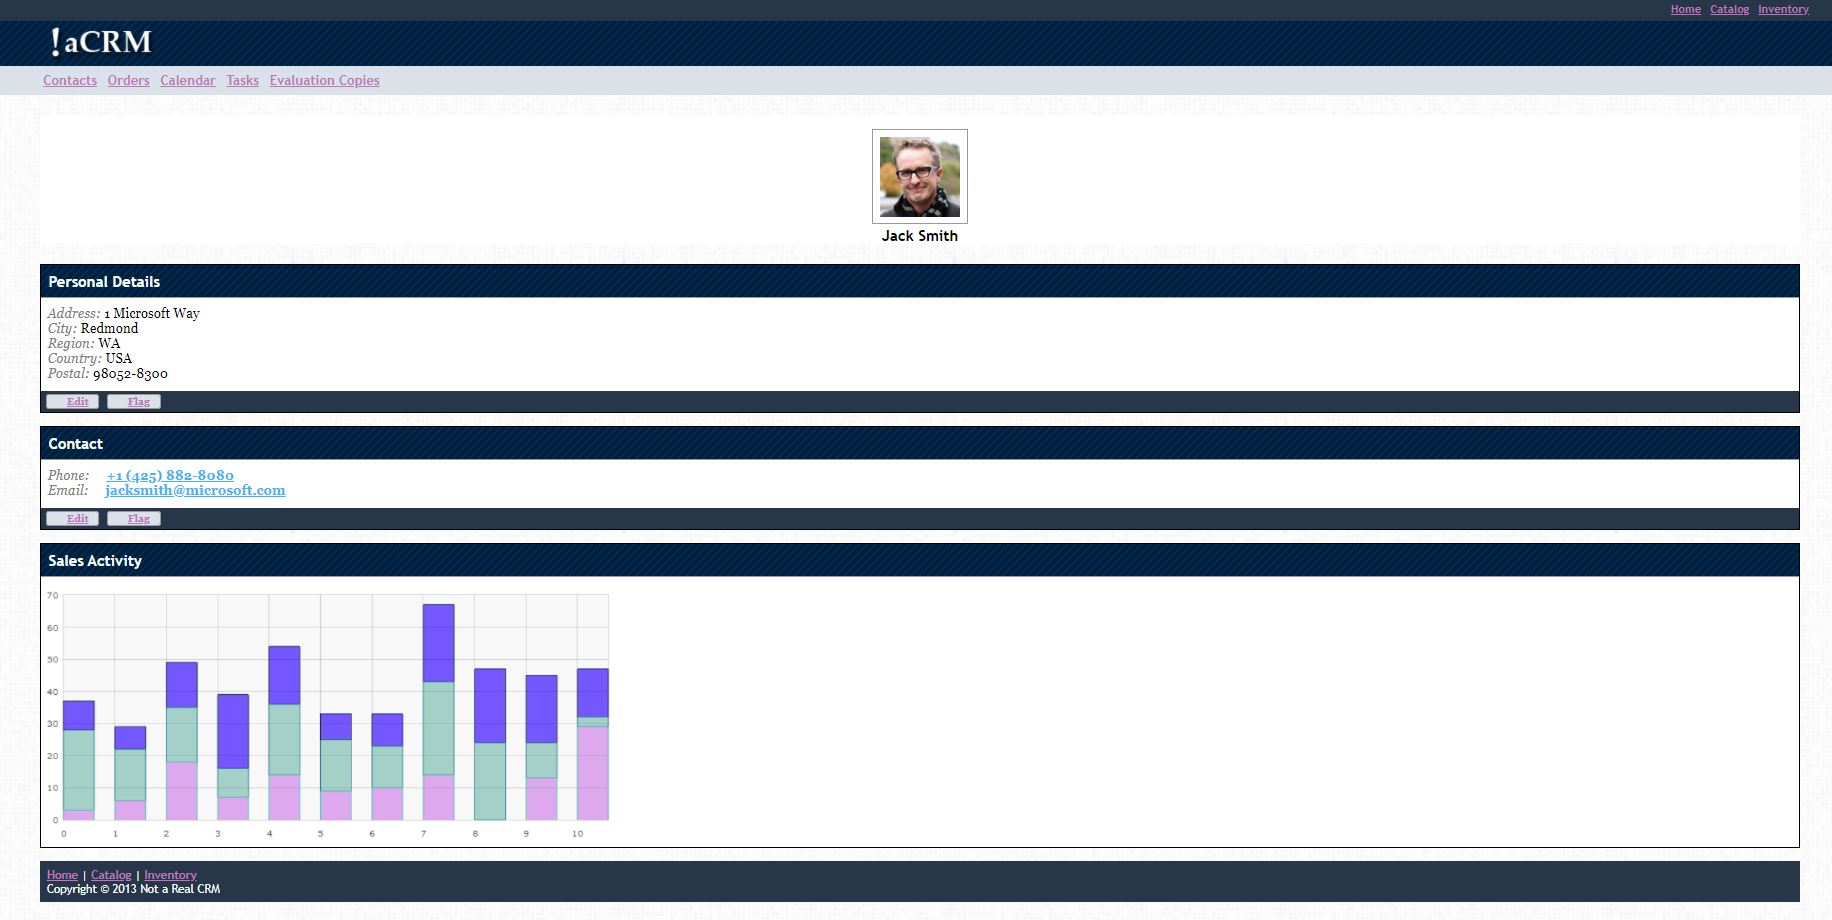 Home Catalog Inventory
!aCRM
Contacts Orders Calendar Tasks Evaluation Copies
Jack Smith
Personal Details
Address: 1 Microsoft Way
City: Redmond
Region: WA
Country: USA
Postal: 98052-8300
Edit Flag
Contact
Phone: +1 (425) 882-8080
Email: jacksmith@microsoft.com
Edit Flag
Sales Activity
70
60
50
40
30
20
10
0
0 1 2 3 4 5 6 7 8 9 10
Home | Catalog | Inventory
Copyright © 2013 Not a Real CRM